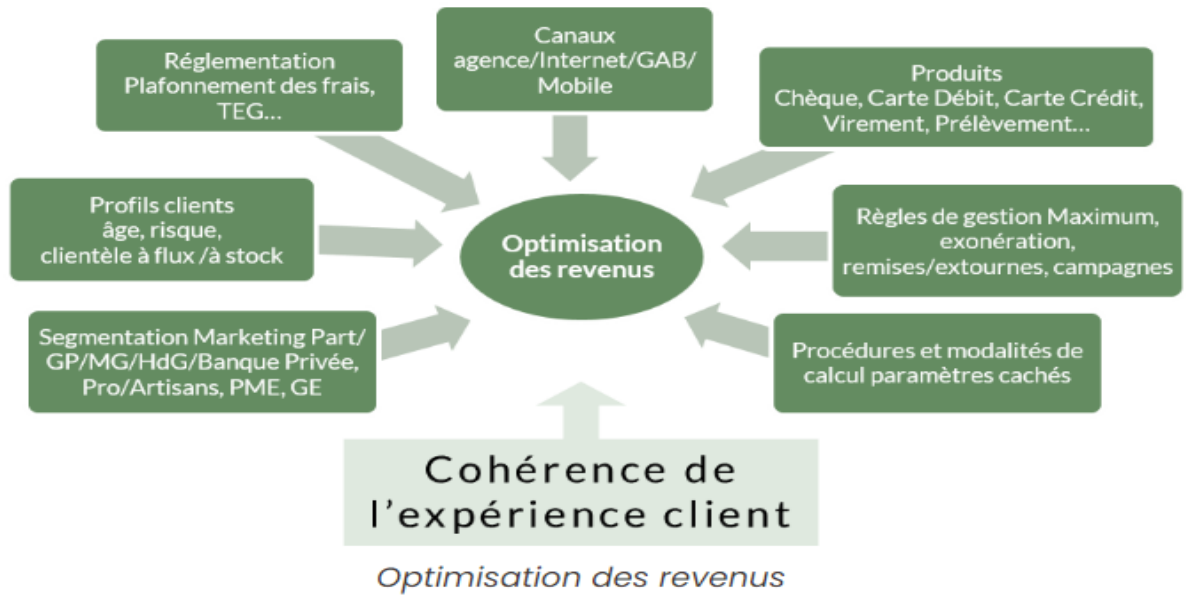 Réglementation
Plafonnement des frais,
TEG...
Canaux
agence/Internet/GAB/
Mobile
Produits
Chèque, Carte Débit, Carte Crédit,
Virement, Prélèvement...
Profils clients
âge, risque,
clientèle à flux /à stock
Optimisation
des revenus
Règles de gestion Maximum,
exonération,
remises/extournes, campagnes
Segmentation Marketing Part/
GP/MG/HdG/Banque Privée,
Pro/Artisans, PME, GE
Procédures et modalités de
calcul paramètres cachés
Cohérence de
l'expérience client
Optimisation des revenus